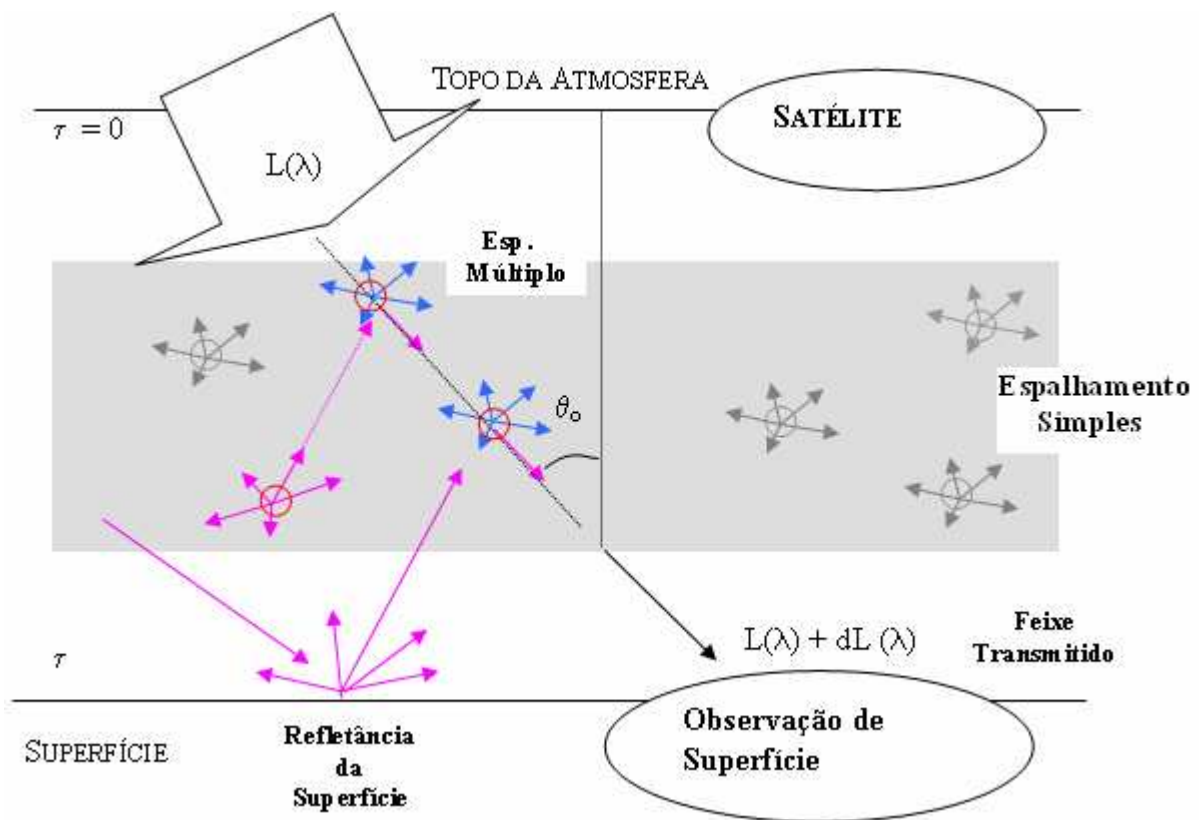 TOPO DA ATMOSFERA
SATÉLITE
τ = 0
L(λ)
Esp.
Múltiplo
θo
Espalhamento
Simples
τ
L(λ) + dL (λ)
Feixe
Transmitido
SUPERFÍCIE
Refletância
da
Superfície
Observação de
Superfície